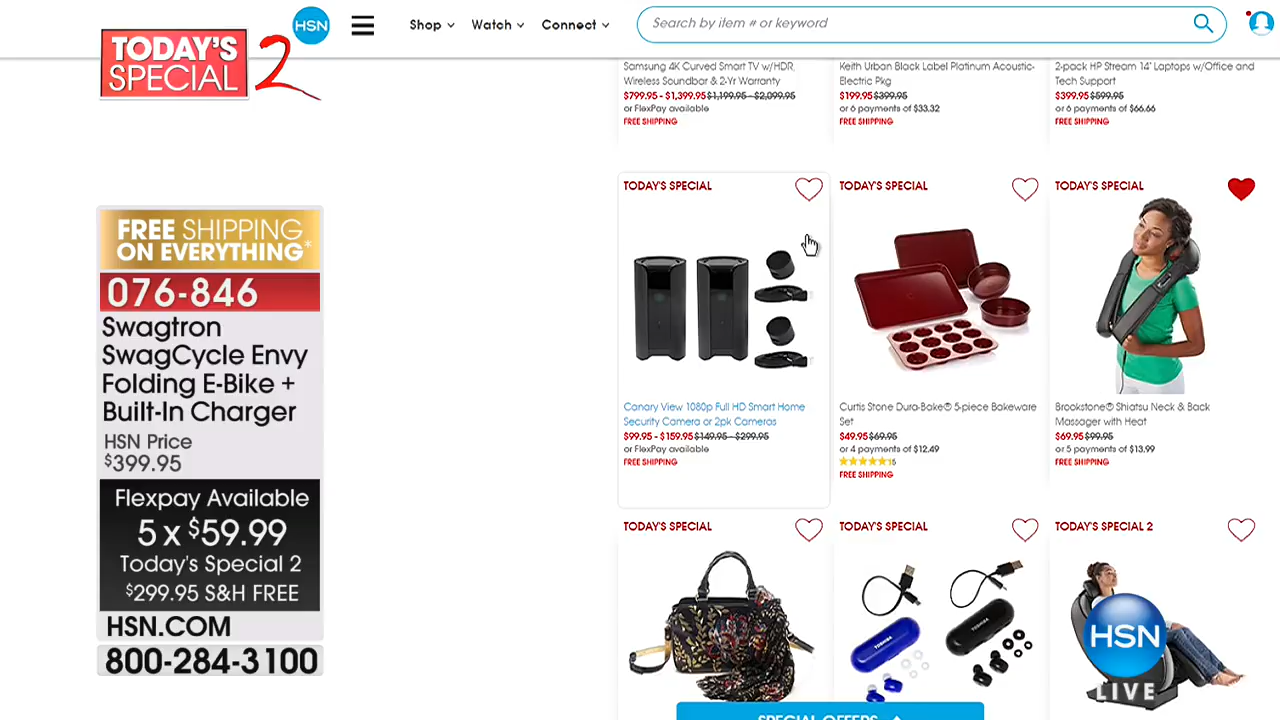 TODAY'S
SPECIAL 2
HSN
Shop
Watch
Connect
Search by item # or keyword
FREE SHIPPING
ON EVERYTHING*
076-846
Swagtron
SwagCycle Envy
Folding E-Bike +
Built-In Charger
HSN Price
$399.95
Flexpay Available
5 x $59.99
Today's Special 2
$299.95 S&H FREE
HSN.COM
800-284-3100
Samsung 4K Curved Smart TV w/HDR,
Wireless Soundbar & 2-Yr Warranty
$799.95 - $1,399.95 $1,199.95 - $2,099.95
or FlexPay available
FREE SHIPPING
Keith Urban Black Label Platinum Acoustic-
Electric Pkg
$199.95 $399.95
or 6 payments of $33.32
FREE SHIPPING
2-pack HP Stream 14" Laptops w/Office and
Tech Support
$399.95 $599.95
or 6 payments of $66.66
FREE SHIPPING
TODAY'S SPECIAL
Canary View 1080p Full HD Smart Home
Security Camera or 2pk Cameras
$99.95 - $159.95 $149.95 - $299.95
or FlexPay available
FREE SHIPPING
TODAY'S SPECIAL
Curtis Stone Dura-Bake® 5-piece Bakeware
Set
$49.95 $69.95
or 4 payments of $12.49
FREE SHIPPING
TODAY'S SPECIAL
Brookstone® Shiatsu Neck & Back
Massager with Heat
$69.95 $99.95
or 5 payments of $13.99
FREE SHIPPING
TODAY'S SPECIAL
TODAY'S SPECIAL
TOSHIBA
TOSHIBA
TODAY'S SPECIAL 2
HSN
LIVE
SPECIAL OFFERS